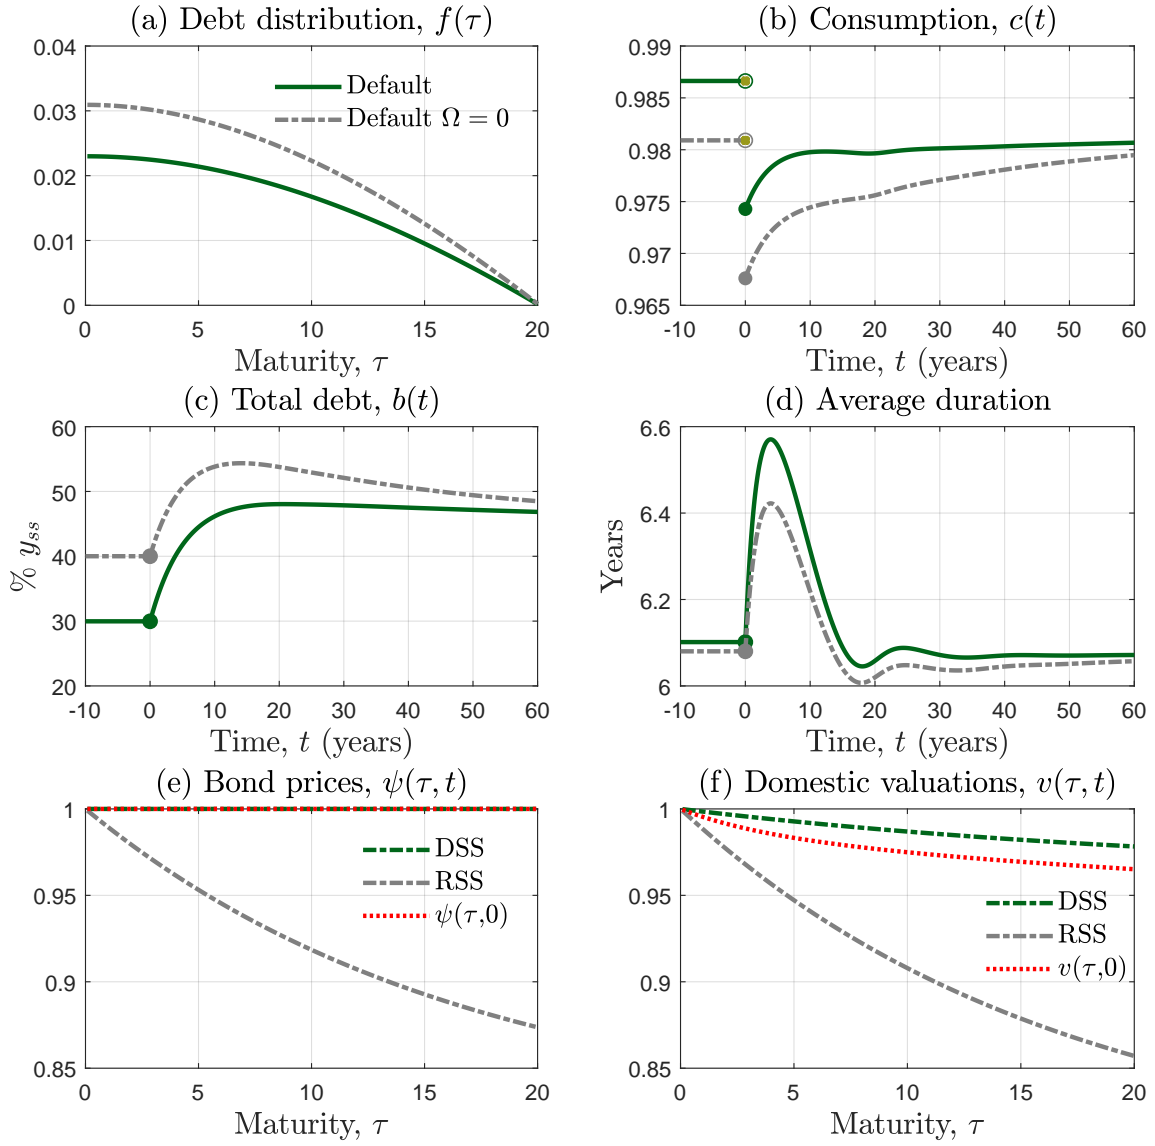 (a) Debt distribution, f(τ)
0.04
0.03
0.02
0.01
0
0 5 10 15 20
Maturity, τ
Default
Default Ω = 0
(b) Consumption, c(t)
0.99
0.985
0.98
0.975
0.97
0.965
-10 0 10 20 30 40 50 60
Time, t (years)
(c) Total debt, b(t)
% y_{ss}
60
50
40
30
20
-10 0 10 20 30 40 50 60
Time, t (years)
(d) Average duration
Years
6.6
6.4
6.2
6
-10 0 10 20 30 40 50 60
Time, t (years)
(e) Bond prices, ψ(τ, t)
1
0.95
0.9
0.85
0 5 10 15 20
Maturity, τ
DSS
RSS
ψ(τ,0)
(f) Domestic valuations, v(τ, t)
1
0.95
0.9
0.85
0 5 10 15 20
Maturity, τ
DSS
RSS
v(τ,0)